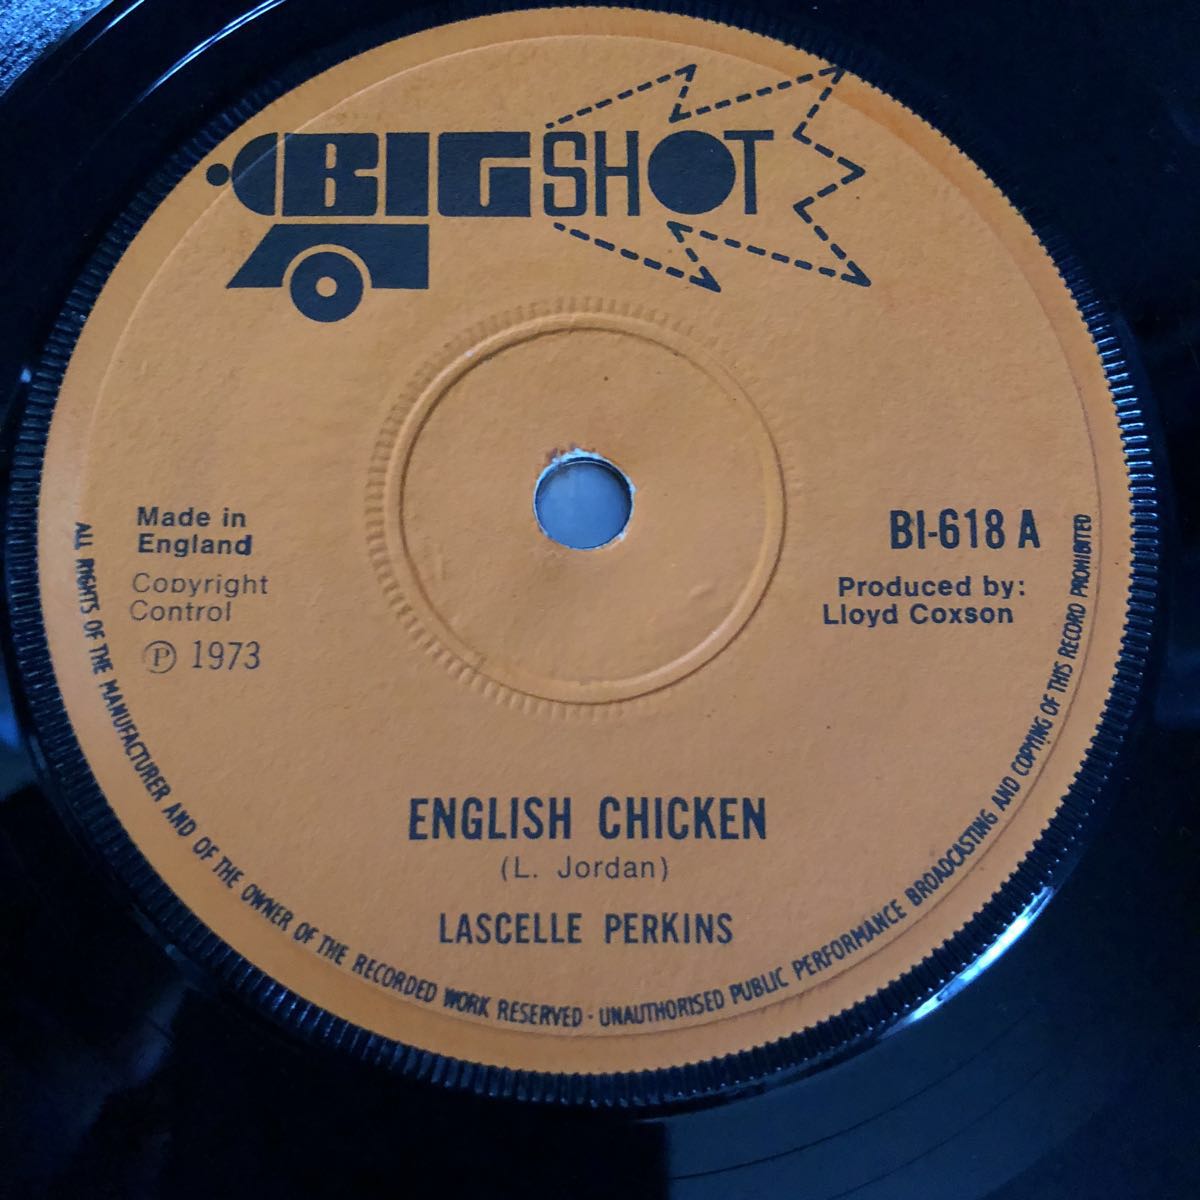 BIG SHOT
Made in
England
Copyright
Control
℗ 1973
BI-618 A
Produced by:
Lloyd Coxson
ENGLISH CHICKEN
(L. Jordan)
LASCELLE PERKINS
ALL RIGHTS OF THE MANUFACTURER AND OF THE OWNER OF THE RECORDED WORK RESERVED · UNAUTHORISED PUBLIC PERFORMANCE BROADCASTING AND COPYING OF THIS RECORD PROHIBITED